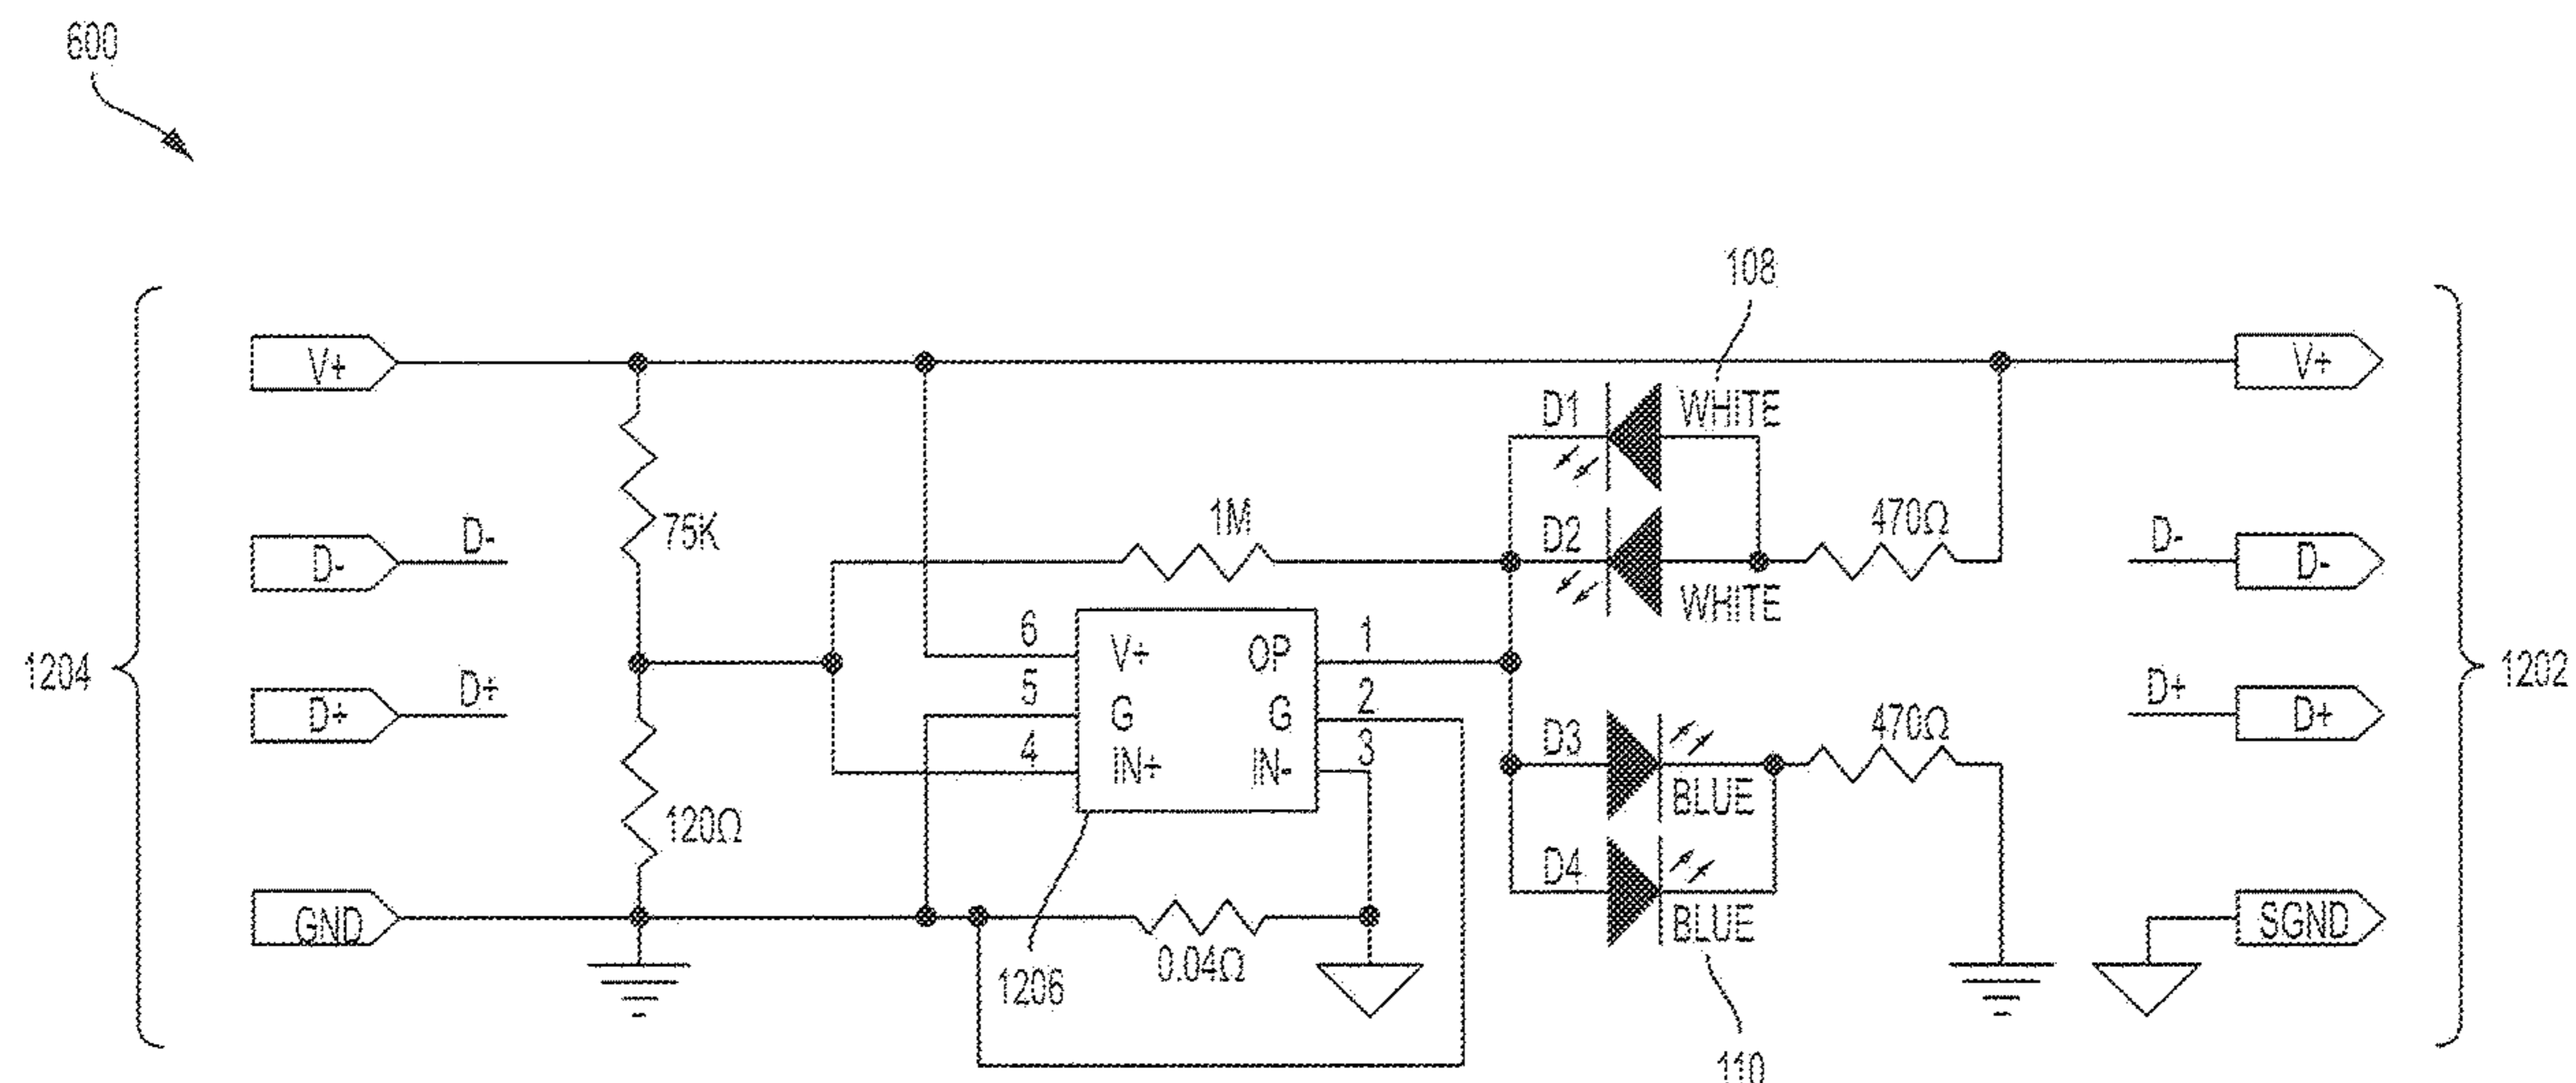 600
108
V+
V+
D1
WHITE
75K
1M
D2
470Ω
WHITE
D-
D-
D-
D-
6
V+
OP
1
1204
5
G
G
2
1202
D+
D+
4
IN+
IN-
3
D3
BLUE
470Ω
D+
D+
120Ω
D4
BLUE
GND
0.04Ω
1206
SGND
110